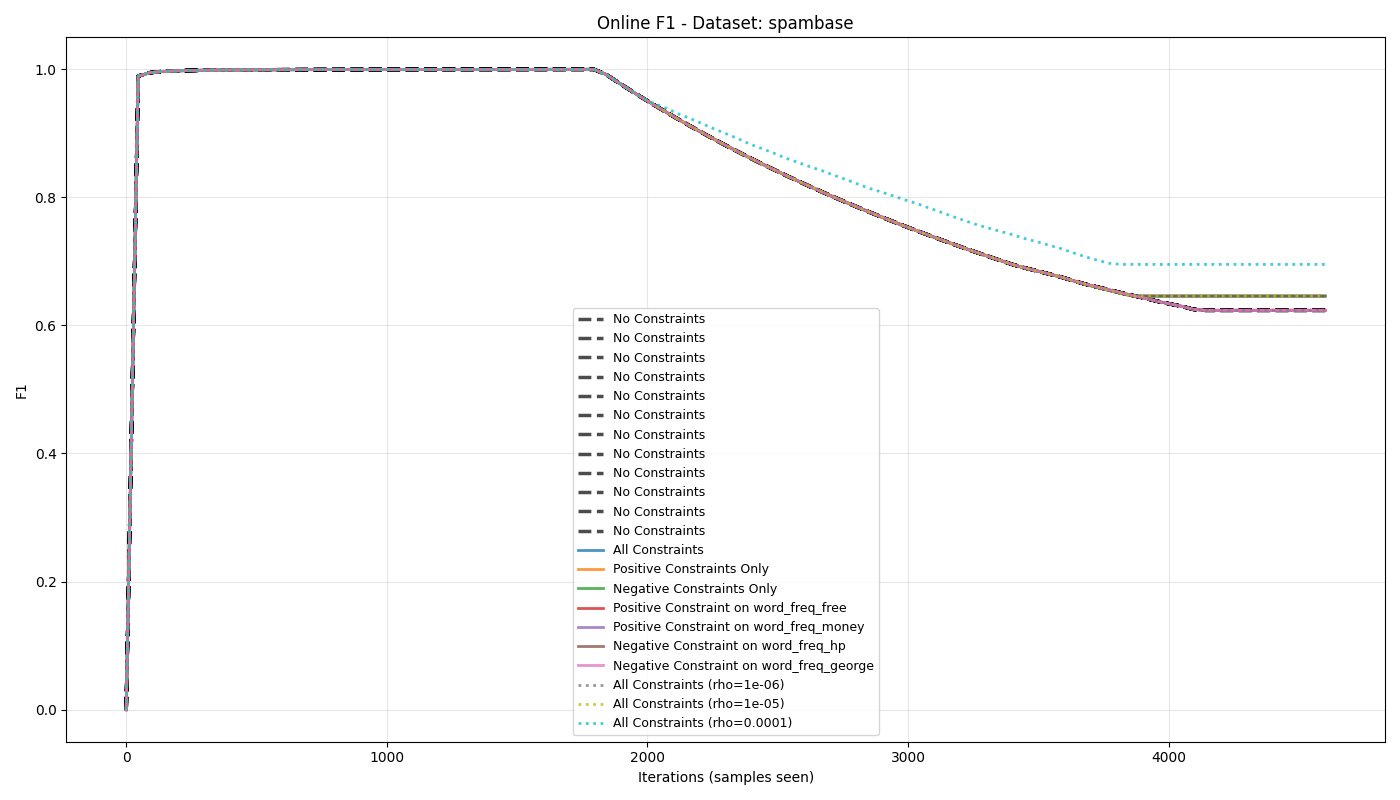 Online F1 - Dataset: spambase
1.0
0.8
0.6
0.4
0.2
0.0
F1
No Constraints
No Constraints
No Constraints
No Constraints
No Constraints
No Constraints
No Constraints
No Constraints
No Constraints
No Constraints
No Constraints
No Constraints
All Constraints
Positive Constraints Only
Negative Constraints Only
Positive Constraint on word_freq_free
Positive Constraint on word_freq_money
Negative Constraint on word_freq_hp
Negative Constraint on word_freq_george
All Constraints (rho=1e-06)
All Constraints (rho=1e-05)
All Constraints (rho=0.0001)
0 1000 2000 3000 4000
Iterations (samples seen)